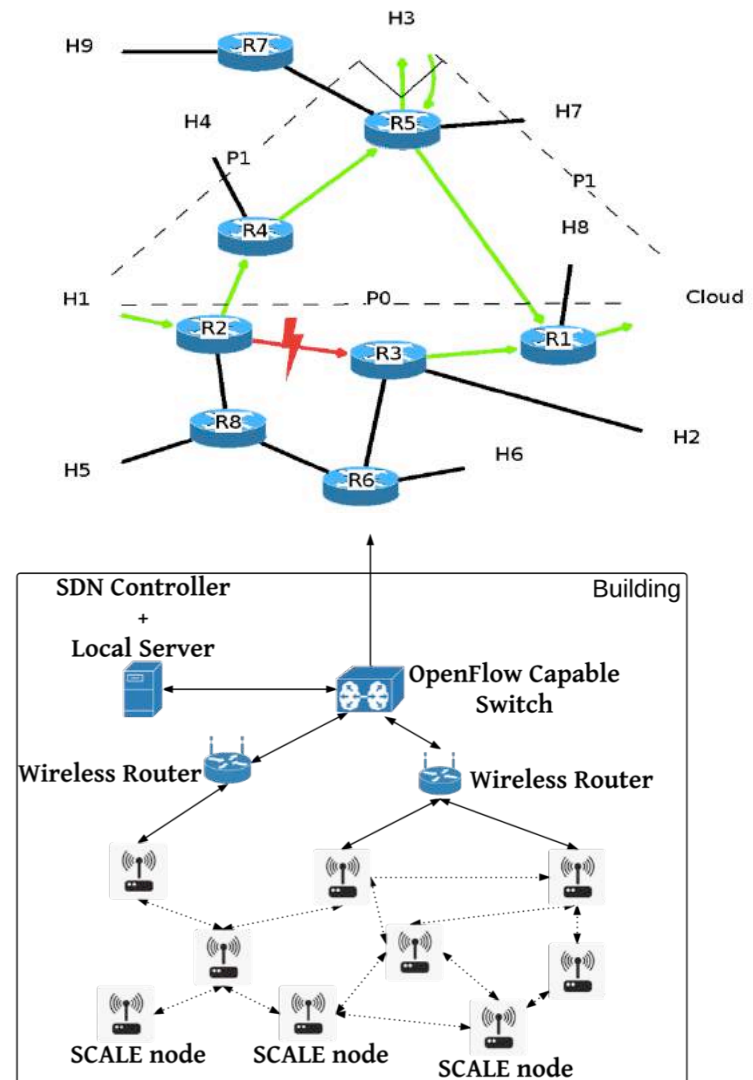 H3
H9
R7
H4
R5
H7
P1
P1
R4
H8
H1
P0
Cloud
R2
R3
R1
R8
H2
H5
R6
H6
Building
SDN Controller
+
Local Server
OpenFlow Capable
Switch
Wireless Router
Wireless Router
SCALE node
SCALE node
SCALE node